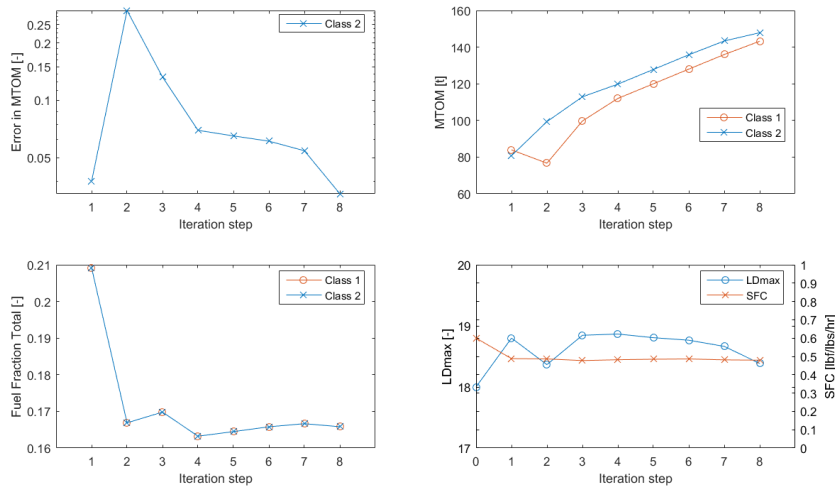 Error in MTOM [-]
0.25
0.2
0.15
0.1
0.05
Class 2
1 2 3 4 5 6 7 8
Iteration step
MTOM [t]
160
140
120
100
80
60
Class 1
Class 2
1 2 3 4 5 6 7 8
Iteration step
Fuel Fraction Total [-]
0.21
0.2
0.19
0.18
0.17
0.16
Class 1
Class 2
1 2 3 4 5 6 7 8
Iteration step
LDmax [-]
20
19
18
17
LDmax
SFC
1
0.9
0.8
0.7
0.6
0.5
0.4
0.3
0.2
0.1
0
SFC [lbf/lbs/hr]
0 1 2 3 4 5 6 7 8
Iteration step